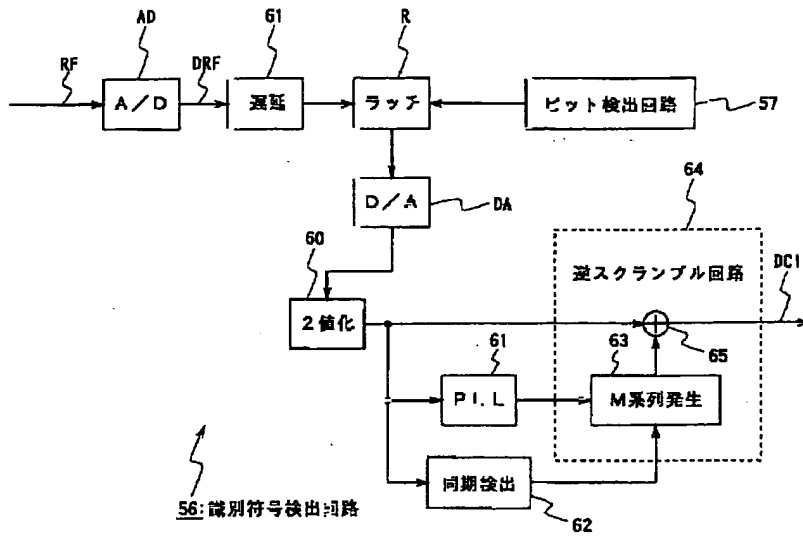 AD
61
R
RF
DRF
A/D
遅延
ラッチ
ピット検出回路
57
D/A
DA
64
60
逆スクランブル回路
DCI
2値化
65
61
63
PLL
M系列発生
同期検出
62
56:識別符号検出回路